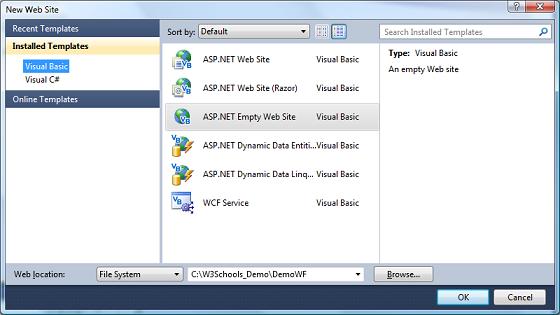 New Web Site
Recent Templates
Installed Templates
Visual Basic
Visual C#
Online Templates
Sort by: Default
Search Installed Templates
ASP.NET Web Site Visual Basic
ASP.NET Web Site (Razor) Visual Basic
ASP.NET Empty Web Site Visual Basic
ASP.NET Dynamic Data Entiti...Visual Basic
ASP.NET Dynamic Data Linq...Visual Basic
WCF Service Visual Basic
Type: Visual Basic
An empty Web site
Web location: File System C:\W3Schools_Demo\DemoWF Browse...
OK Cancel